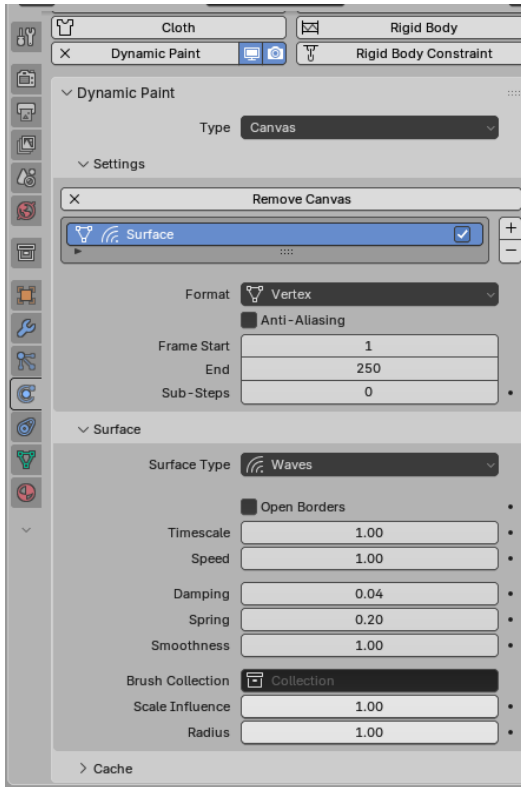 Cloth Rigid Body
Dynamic Paint Rigid Body Constraint
Dynamic Paint
Type Canvas
Settings
Remove Canvas
Surface
Format Vertex
Anti-Aliasing
Frame Start 1
End 250
Sub-Steps 0
Surface
Surface Type Waves
Open Borders
Timescale 1.00
Speed 1.00
Damping 0.04
Spring 0.20
Smoothness 1.00
Brush Collection Collection
Scale Influence 1.00
Radius 1.00
Cache